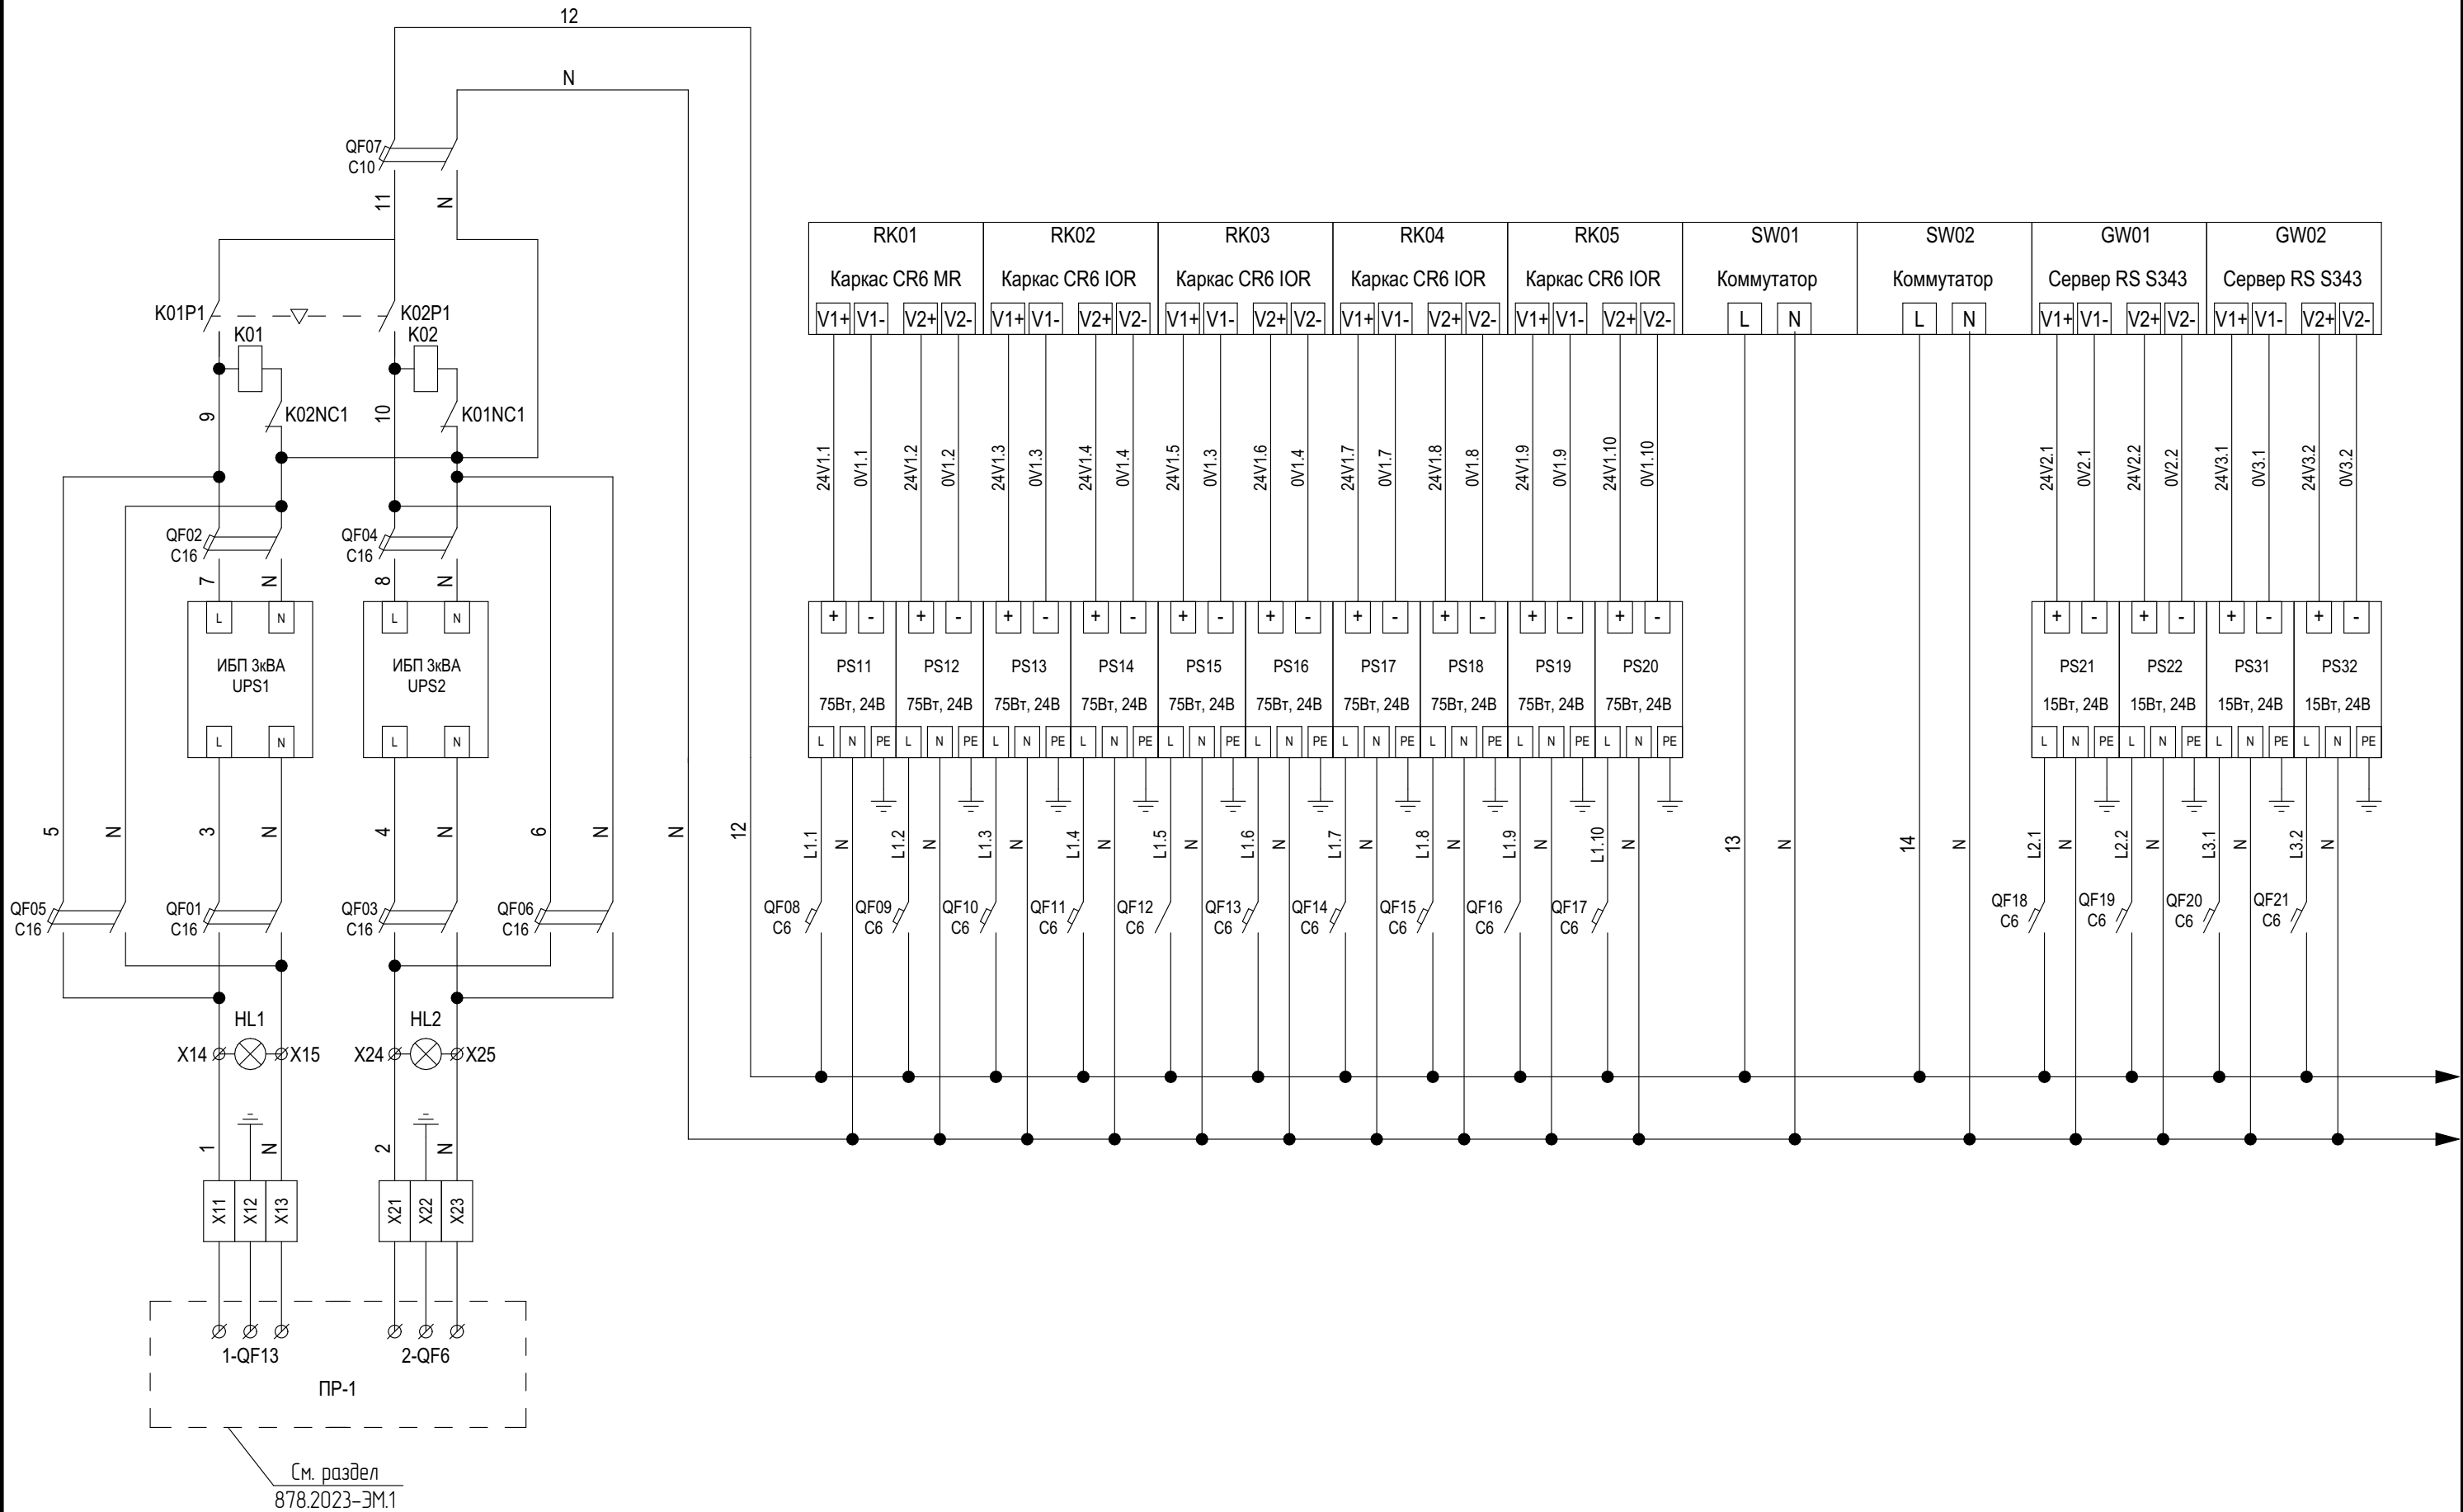 12
N
QF07
C10
11
N
K01P1
K02P1
K01
K02
9
K02NC1
10
K01NC1
QF02
C16
QF04
C16
7
N
8
N
L
N
L
N
ИБП 3кВА
UPS1
ИБП 3кВА
UPS2
L
N
L
N
5
N
3
N
4
N
6
N
N
12
QF05
C16
QF01
C16
QF03
C16
QF06
C16
HL1
HL2
X14
X15
X24
X25
1
N
2
N
X11
X12
X13
X21
X22
X23
1-QF13
2-QF6
ПР-1
См. раздел
878.2023-ЭМ.1
RK01
RK02
RK03
RK04
RK05
SW01
SW02
GW01
GW02
Каркас CR6 MR
Каркас CR6 IOR
Каркас CR6 IOR
Каркас CR6 IOR
Каркас CR6 IOR
Коммутатор
Коммутатор
Сервер RS S343
Сервер RS S343
V1+ V1- V2+ V2-
V1+ V1- V2+ V2-
V1+ V1- V2+ V2-
V1+ V1- V2+ V2-
V1+ V1- V2+ V2-
L N
L N
V1+ V1- V2+ V2-
V1+ V1- V2+ V2-
24V1.1
0V1.1
24V1.2
0V1.2
24V1.3
0V1.3
24V1.4
0V1.4
24V1.5
0V1.3
24V1.6
0V1.4
24V1.7
0V1.7
24V1.8
0V1.8
24V1.9
0V1.9
24V1.10
0V1.10
24V2.1
0V2.1
24V2.2
0V2.2
24V3.1
0V3.1
24V3.2
0V3.2
+ - + - + - + - + - + - + - + - + - + -
+ - + - + - + -
PS11
PS12
PS13
PS14
PS15
PS16
PS17
PS18
PS19
PS20
PS21
PS22
PS31
PS32
75Вт, 24В
75Вт, 24В
75Вт, 24В
75Вт, 24В
75Вт, 24В
75Вт, 24В
75Вт, 24В
75Вт, 24В
75Вт, 24В
75Вт, 24В
15Вт, 24В
15Вт, 24В
15Вт, 24В
15Вт, 24В
L N PE L N PE L N PE L N PE L N PE L N PE L N PE L N PE L N PE L N PE
L N PE L N PE L N PE L N PE
L1.1
N
L1.2
N
L1.3
N
L1.4
N
L1.5
N
L1.6
N
L1.7
N
L1.8
N
L1.9
N
L1.10
N
13
N
14
N
L2.1
N
L2.2
N
L3.1
N
L3.2
N
QF08
C6
QF09
C6
QF10
C6
QF11
C6
QF12
C6
QF13
C6
QF14
C6
QF15
C6
QF16
C6
QF17
C6
QF18
C6
QF19
C6
QF20
C6
QF21
C6